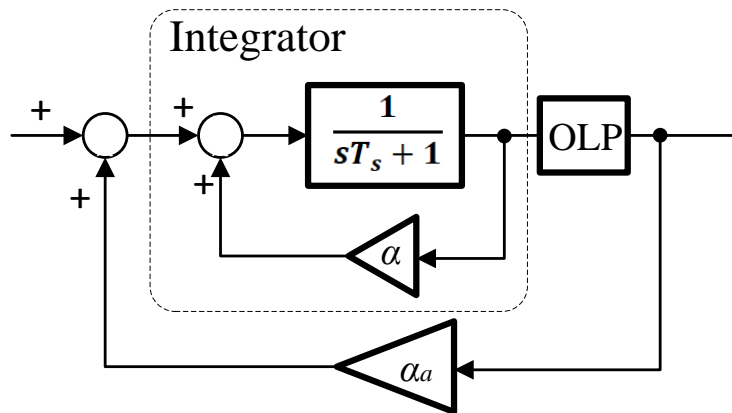 Integrator
+
+
1
sTₛ + 1
OLP
+
+
α
αa